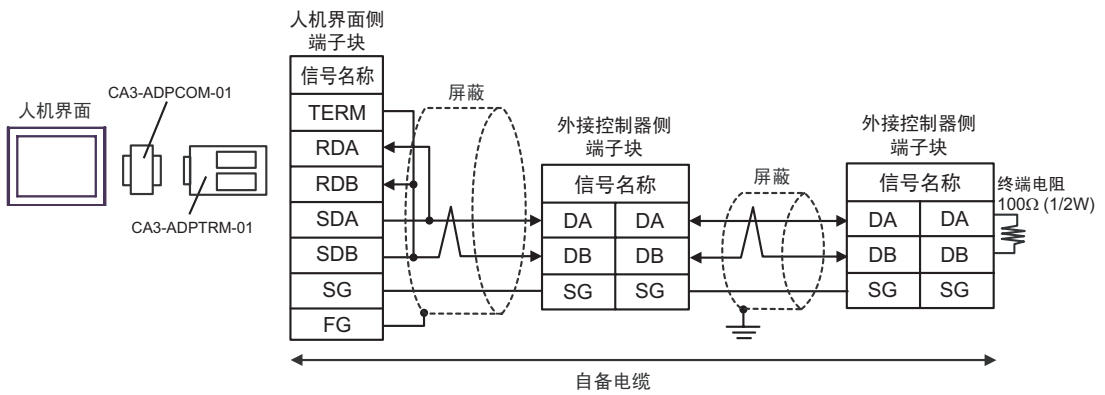 人机界面
CA3-ADPCOM-01
CA3-ADPTRM-01
人机界面侧
端子块
信号名称
TERM
RDA
RDB
SDA
SDB
SG
FG
屏蔽
外接控制器侧
端子块
信号名称
DA DA
DB DB
SG SG
屏蔽
外接控制器侧
端子块
信号名称
DA DA
DB DB
SG SG
终端电阻
100Ω (1/2W)
自备电缆